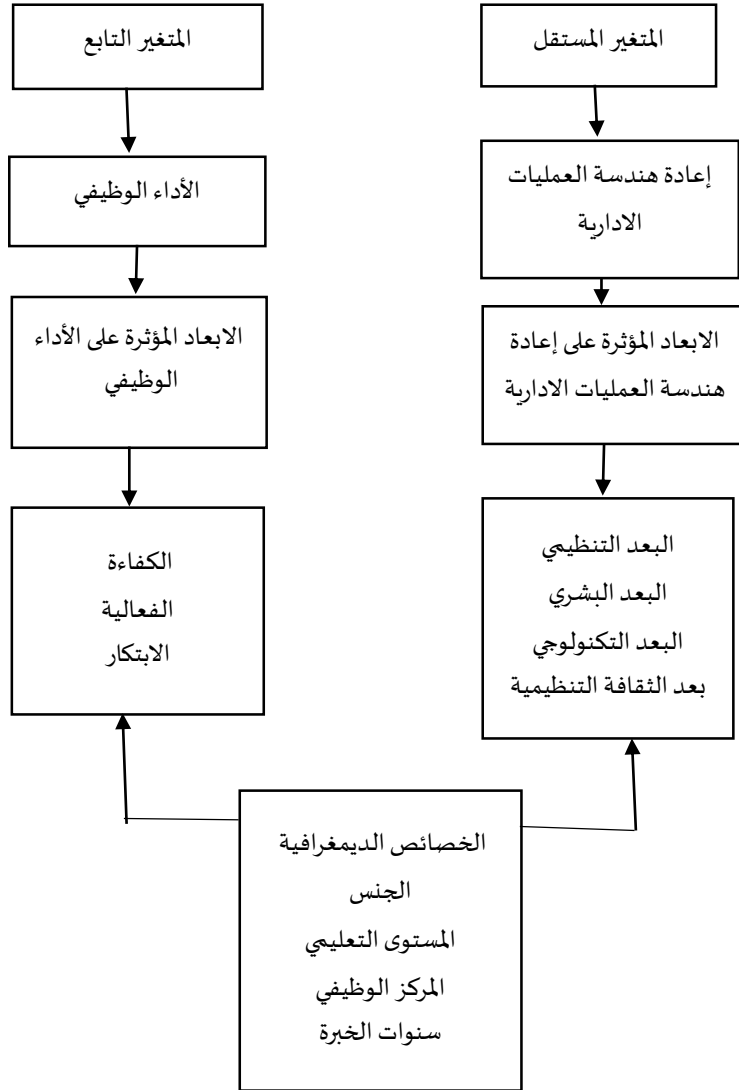 المتغير المستقل
إعادة هندسة العمليات
الادارية
الابعاد المؤثرة على إعادة
هندسة العمليات الادارية
البعد التنظيمي
البعد البشري
البعد التكنولوجي
بعد الثقافة التنظيمية
المتغير التابع
الأداء الوظيفي
الابعاد المؤثرة على الأداء
الوظيفي
الكفاءة
الفعالية
الابتكار
الخصائص الديمغرافية
الجنس
المستوى التعليمي
المركز الوظيفي
سنوات الخبرة